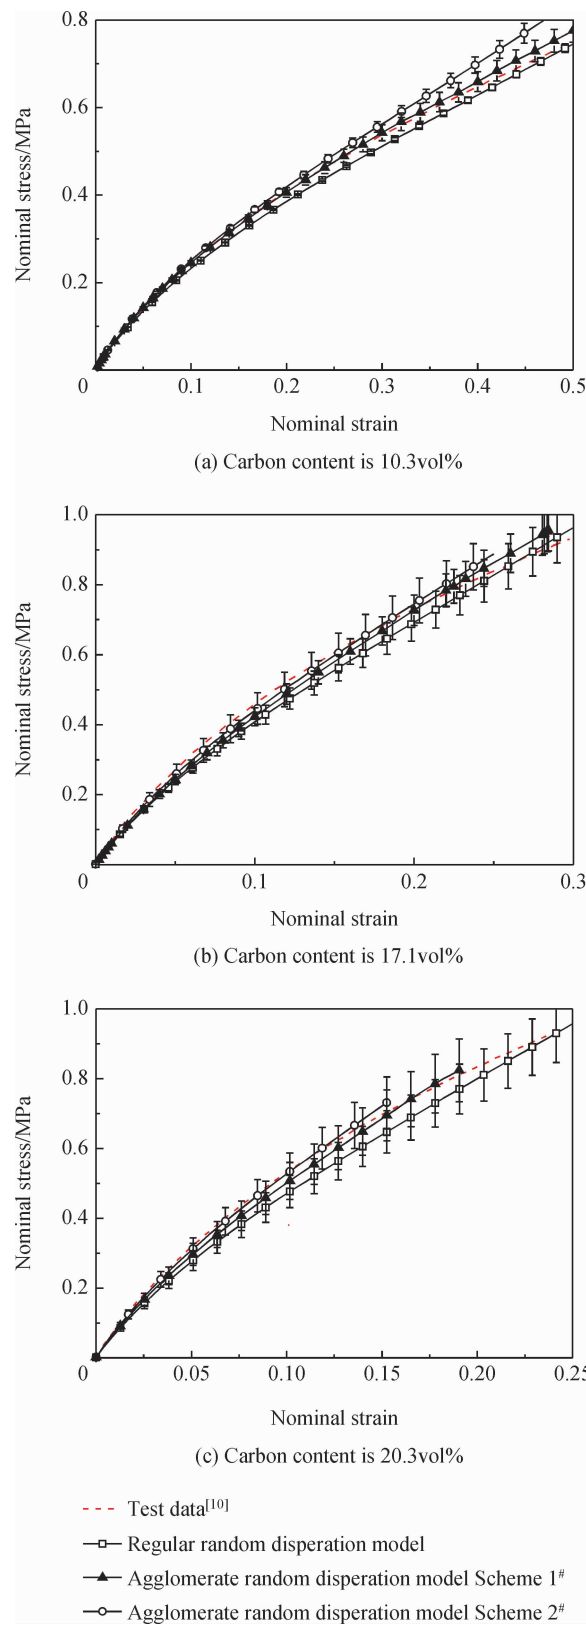 0.8
0.6
0.4
0.2
0
0.1
0.2
0.3
0.4
0.5
Nominal stress/MPa
Nominal strain
(a) Carbon content is 10.3vol%
1.0
0.8
0.6
0.4
0.2
0
0.1
0.2
0.3
Nominal stress/MPa
Nominal strain
(b) Carbon content is 17.1vol%
1.0
0.8
0.6
0.4
0.2
0
0.05
0.10
0.15
0.20
0.25
Nominal stress/MPa
Nominal strain
(c) Carbon content is 20.3vol%
Test data[10]
Regular random disperation model
Agglomerate random disperation model Scheme 1#
Agglomerate random disperation model Scheme 2#